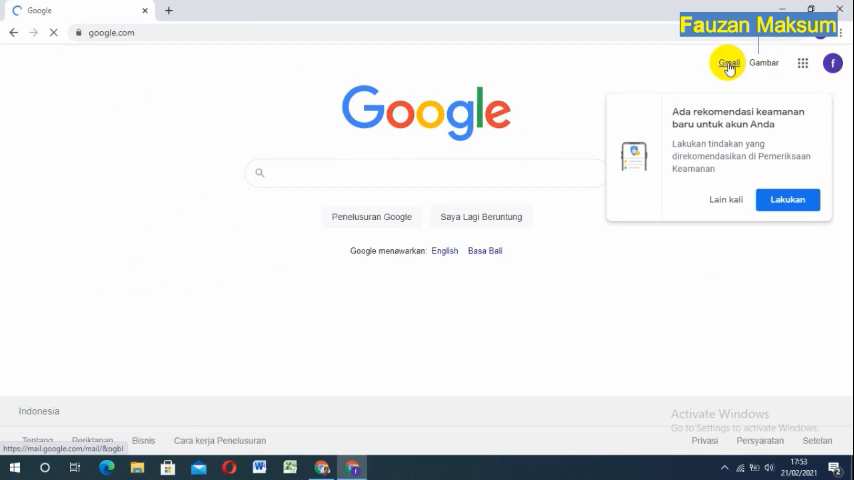 Google
google.com
Fauzan Maksum
Gmail
Gambar
f
Google
Ada rekomendasi keamanan
baru untuk akun Anda
Lakukan tindakan yang
direkomendasikan di Pemeriksaan
Keamanan
Lain kali
Lakukan
Penelusuran Google
Saya Lagi Beruntung
Google menawarkan: English Basa Bali
Indonesia
Activate Windows
Go to Settings to activate Windows.
Tentang
Periklanan
Bisnis
Cara kerja Penelusuran
Privasi
Persyaratan
Setelan
https://mail.google.com/mail/&ogbl
17:53
21/02/2021